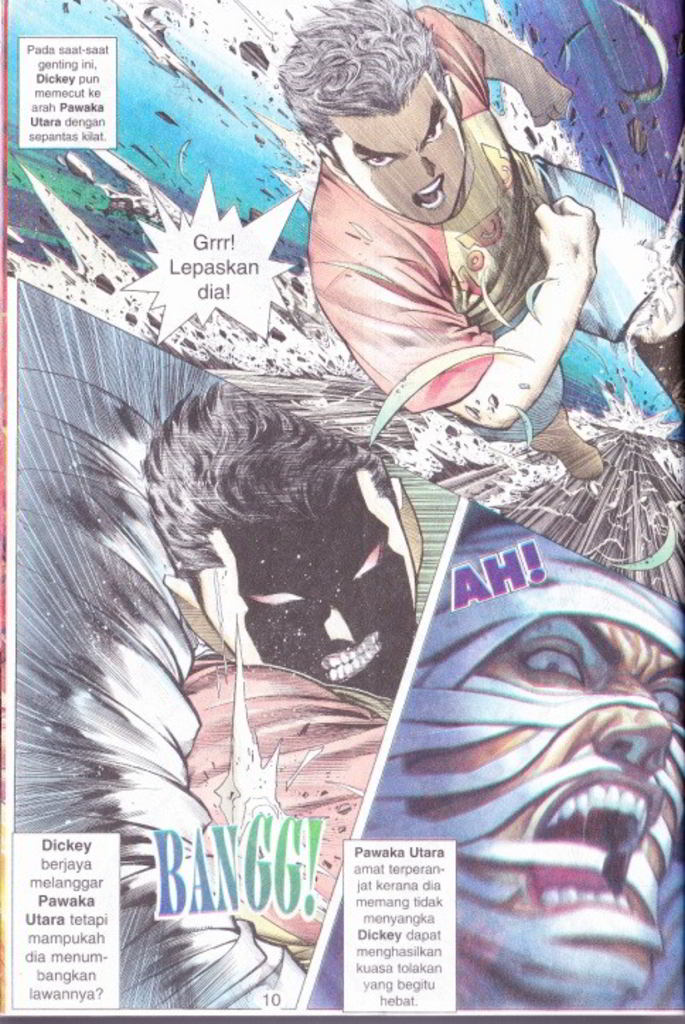 Pada saat-saat
genting ini,
Dickey pun
memecut ke
arah Pawaka
Utara dengan
sepantas kilat.
Grrr!
Lepaskan
dia!
AH!
Dickey
berjaya
melanggar
Pawaka
Utara tetapi
mampukah
dia menum-
bangkan
lawannya?
BANGG!
Pawaka Utara
amat terperan-
jat kerana dia
memang tidak
menyangka
Dickey dapat
menghasilkan
kuasa tolakan
yang begitu
hebat.
10